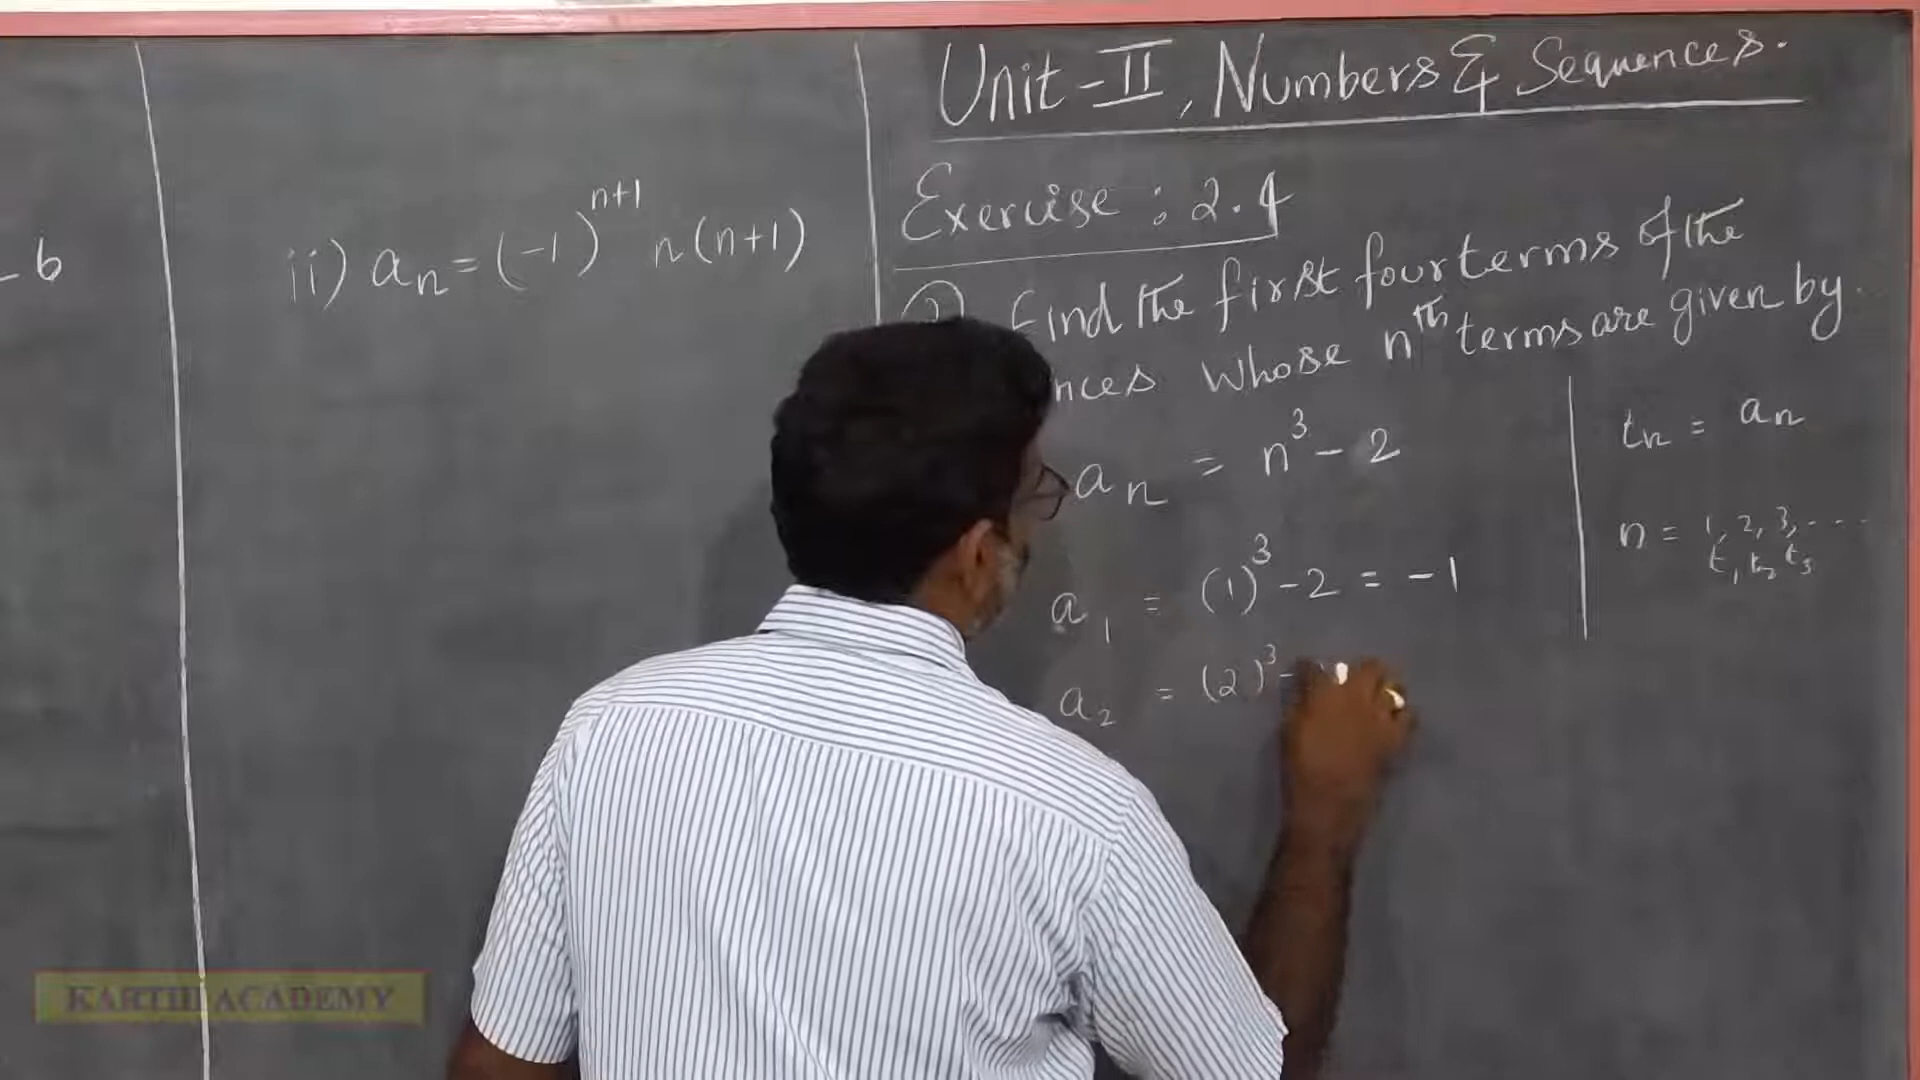 Unit-II, Numbers & Sequences.
Exercise: 2.4
Find the first four terms of the
nces whose nᵗʰ terms are given by.
aₙ = n³ - 2
a₁ = (1)³ - 2 = -1
a₂ = (2)³ -
tₙ = aₙ
n = 1, 2, 3, ....
t₁ t₂ t₃
ii) aₙ = (-1)ⁿ⁺¹ n(n+1)
- 6
KARTHI ACADEMY